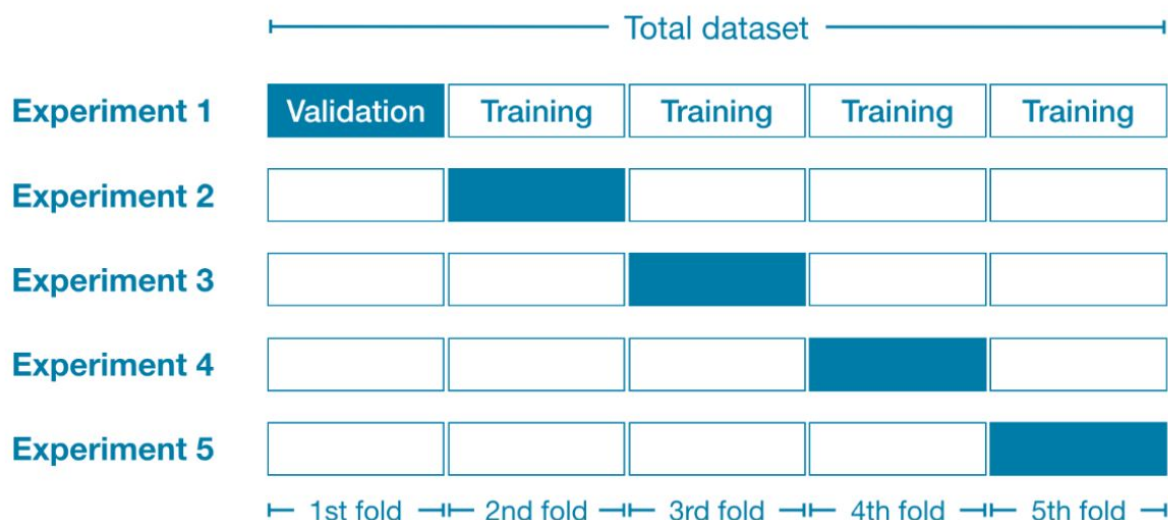 Total dataset
Experiment 1 Validation Training Training Training Training
Experiment 2
Experiment 3
Experiment 4
Experiment 5
1st fold 2nd fold 3rd fold 4th fold 5th fold